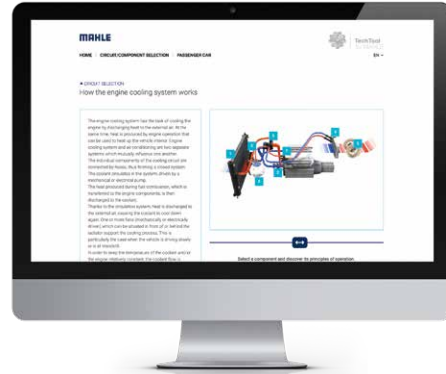 MAHLE
TechTool
HOME | CIRCUIT/COMPONENT SELECTION | PASSENGER CAR
EN
CIRCUIT SELECTION
How the engine cooling system works
The engine cooling system has the task of cooling the
engine by discharging heat to the external air. At the
same time, heat is produced by engine operation that
can be used to heat up the vehicle interior. Engine
cooling system and air conditioning are two separate
systems which mutually influence one another.
The individual components of the cooling circuit are
connected by hoses, thus forming a closed system.
The coolant circulates in the system, driven by a
mechanical or electrical pump.
The heat produced during fuel combustion, which is
transferred to the engine components, is then
discharged to the coolant.
Thanks to the circulation system, heat is discharged to
the external air, causing the coolant to cool down
again. One or more fans (mechanically or electrically
driven), which can be situated in front of or behind the
radiator support the cooling process. This is
particularly the case when the vehicle is driving slowly
or is at standstill.
In order to keep the temperature of the coolant and/or
the engine relatively constant, the coolant flow is
Select a component and discover its principles of operation.